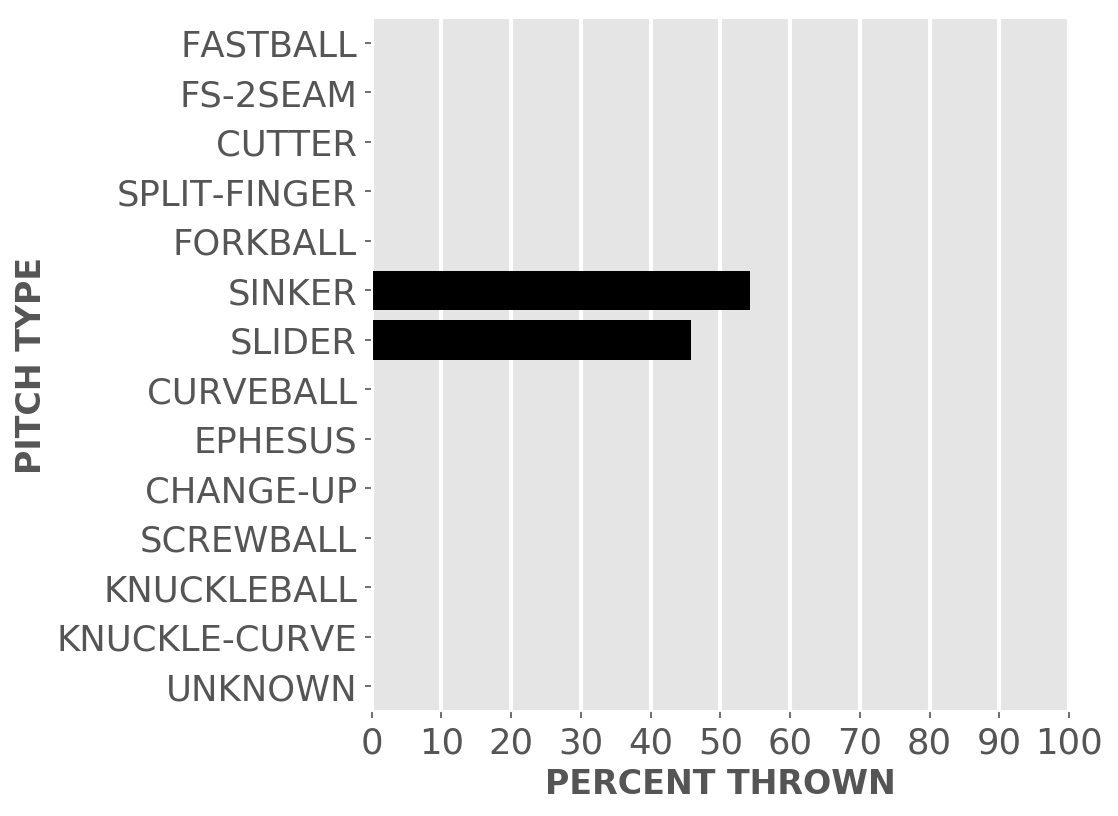 FASTBALL
FS-2SEAM
CUTTER
SPLIT-FINGER
FORKBALL
SINKER
SLIDER
CURVEBALL
EPHESUS
CHANGE-UP
SCREWBALL
KNUCKLEBALL
KNUCKLE-CURVE
UNKNOWN
PITCH TYPE
0 10 20 30 40 50 60 70 80 90 100
PERCENT THROWN